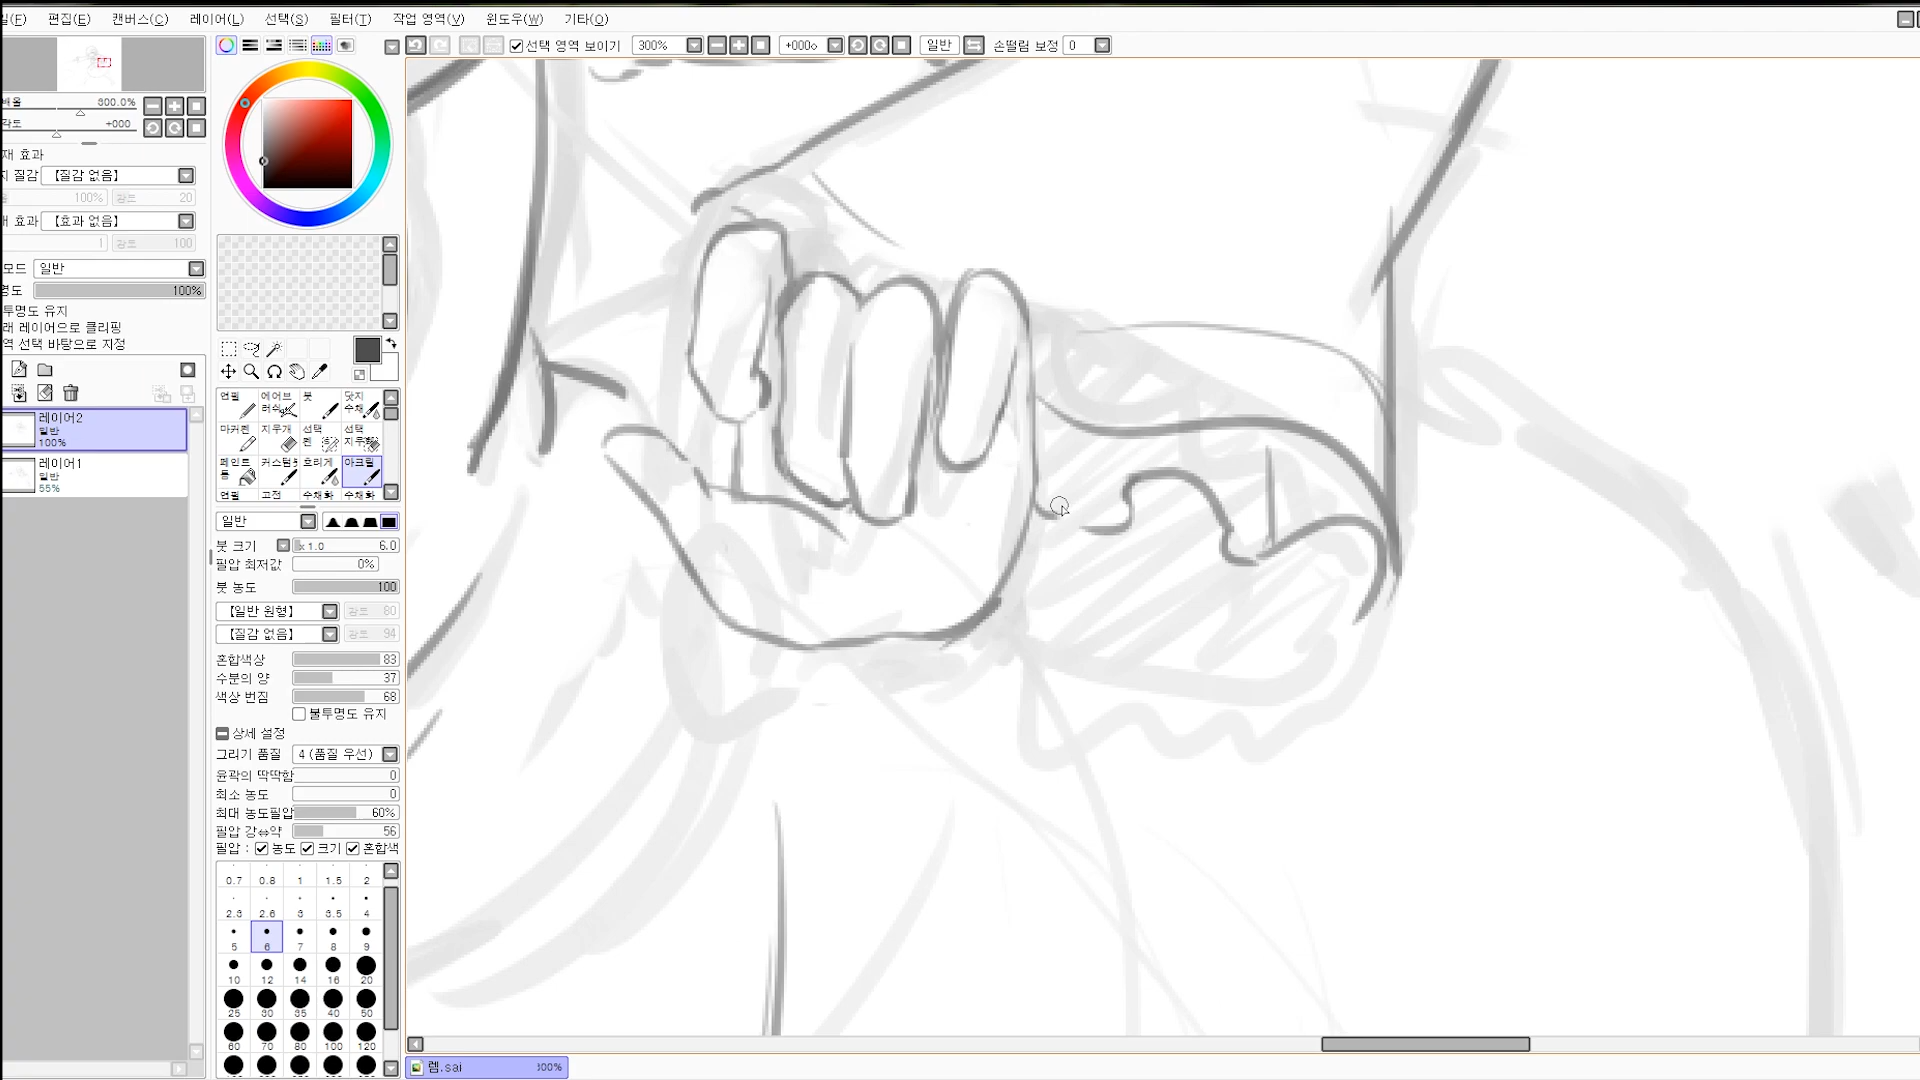 일(F) 편집(E) 캔버스(C) 레이어(L) 선택(S) 필터(T) 작업 영역(V) 윈도우(W) 기타(O)
선택 영역 보이기 300% +000° 일반 손떨림 보정 0
배율 300.0%
각도 +000
재 효과
지 질감 【질감 없음】
100% 강도 20
재 효과 【효과 없음】
1 강도 100
모드 일반
명도 100%
투명도 유지
래 레이어으로 클리핑
역 선택 바탕으로 지정
레이어2
일반
100%
레이어1
일반
55%
연필 에어브러쉬 붓 닷지 수채
마커펜 지우개 선택펜 선택 지우
페인트통 커스텀 흐리게 아크릴
연필 고전 수채화 수채화
일반
붓 크기 x1.0 6.0
필압 최저값 0%
붓 농도 100
【일반 원형】 강도 80
【질감 없음】 강도 94
혼합색상 83
수분의 양 37
색상 번짐 68
불투명도 유지
상세 설정
그리기 품질 4 (품질 우선)
윤곽의 딱딱함 0
최소 농도 0
최대 농도필압 60%
필압 강⇔약 56
필압 : 농도 크기 혼합색
0.7 0.8 1 1.5 2
2.3 2.6 3 3.5 4
5 6 7 8 9
10 12 14 16 20
25 30 35 40 50
60 70 80 100 120
렘.sai 300%